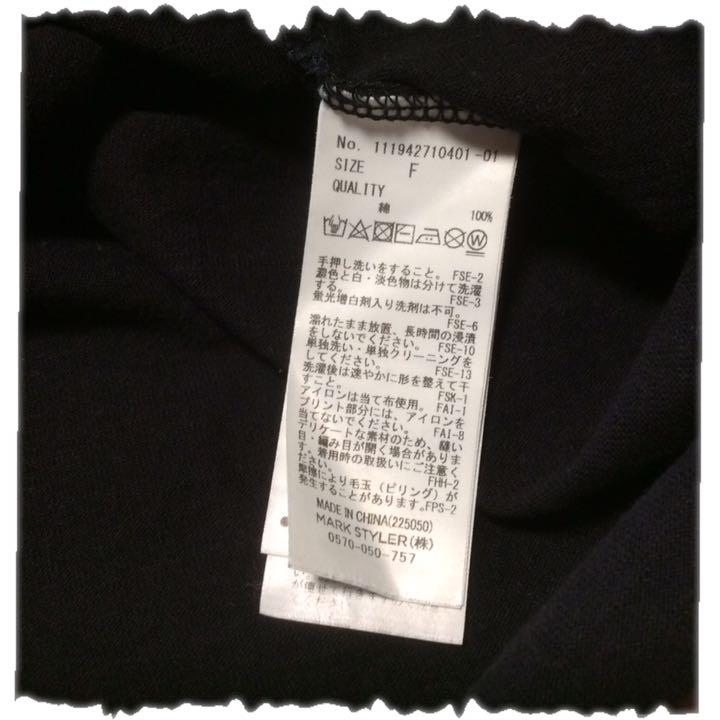 No. 111942710401-01
SIZE F
QUALITY
綿 100%
W
手押し洗いをすること。 FSE-2
濃色と白・淡色物は分けて洗濯
する。 FSE-3
蛍光増白剤入り洗剤は不可。
FSE-6
濡れたまま放置、長時間の浸漬
をしないでください。 FSE-10
単独洗い・単独クリーニングを
してください。 FSE-13
洗濯後は速やかに形を整えて干
すこと。 FSK-1
アイロンは当て布使用。 FAI-1
プリント部分には、アイロンを
当てないでください。 FAI-8
デリケートな素材のため、縫い
目・編み目が開く場合がありま
す。着用時の取扱いにご注意く
ださい。 FHH-2
摩擦により毛玉（ピリング）が
発生することがあります。FPS-2
MADE IN CHINA(225050)
MARK STYLER(株)
0570-050-757